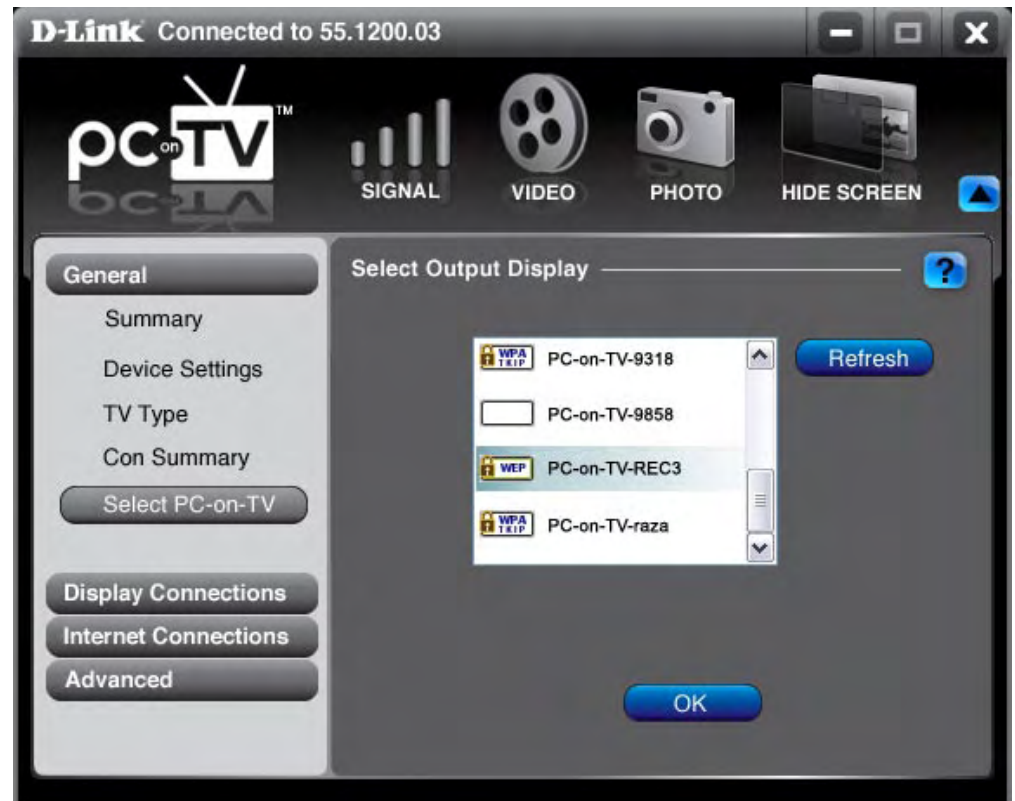 D-Link Connected to 55.1200.03
PC on TV™
SIGNAL VIDEO PHOTO HIDE SCREEN
General
Summary
Device Settings
TV Type
Con Summary
Select PC-on-TV
Display Connections
Internet Connections
Advanced
Select Output Display
?
WPA TKIP PC-on-TV-9318
PC-on-TV-9858
WEP PC-on-TV-REC3
WPA TKIP PC-on-TV-raza
Refresh
OK